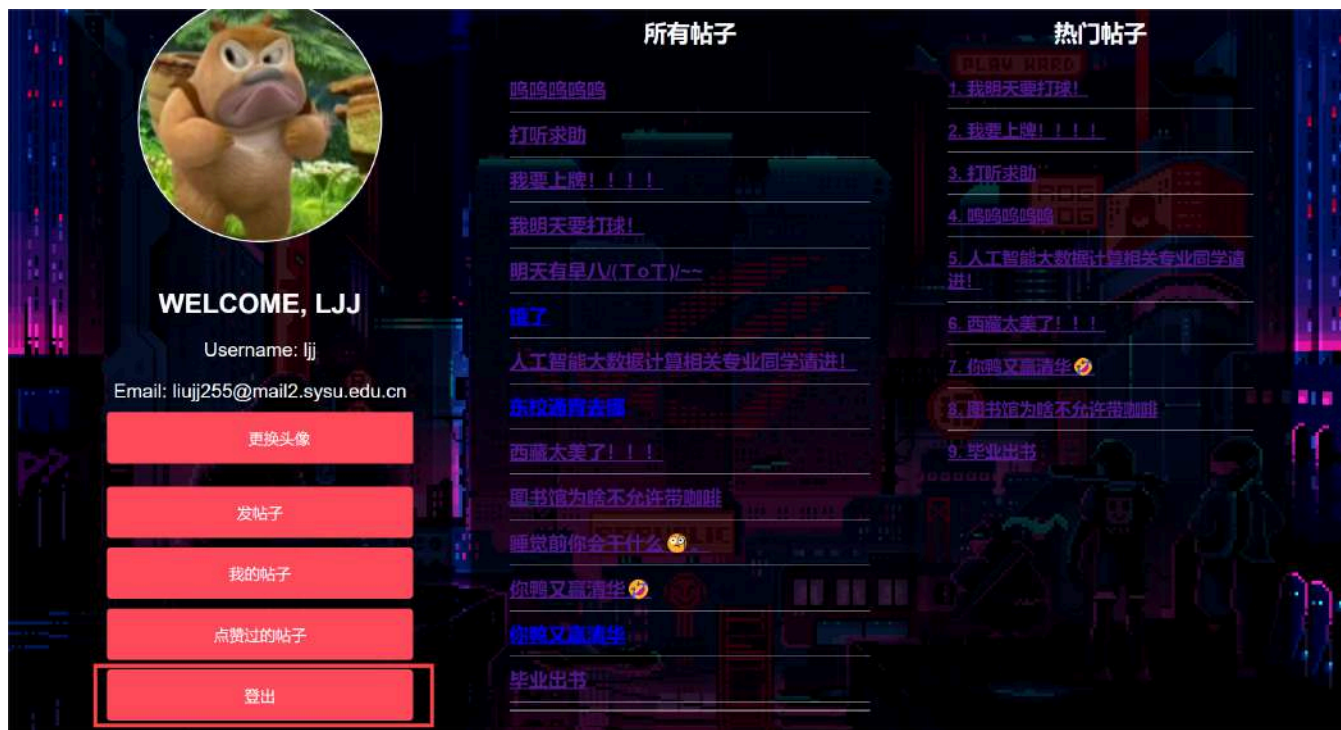 WELCOME, LJJ
Username: ljj
Email: liujj255@mail2.sysu.edu.cn
更换头像
发帖子
我的帖子
点赞过的帖子
登出
所有帖子
呜呜呜呜呜
打听求助
我要上牌！！！！
我明天要打球！
明天有早八/(ToT)/~~
饿了
人工智能大数据计算相关专业同学请进！
东校通宵去哪
西藏太美了！！！
图书馆为啥不允许带咖啡
睡觉前你会干什么🧐。
你鸭又赢清华🤣
你鸭又赢清华
毕业出书
热门帖子
PLAY HARD
1. 我明天要打球！
2. 我要上牌！！！！
3. 打听求助
4. 呜呜呜呜呜
5. 人工智能大数据计算相关专业同学请
进！
6. 西藏太美了！！！
7. 你鸭又赢清华🤣
8. 图书馆为啥不允许带咖啡
9. 毕业出书